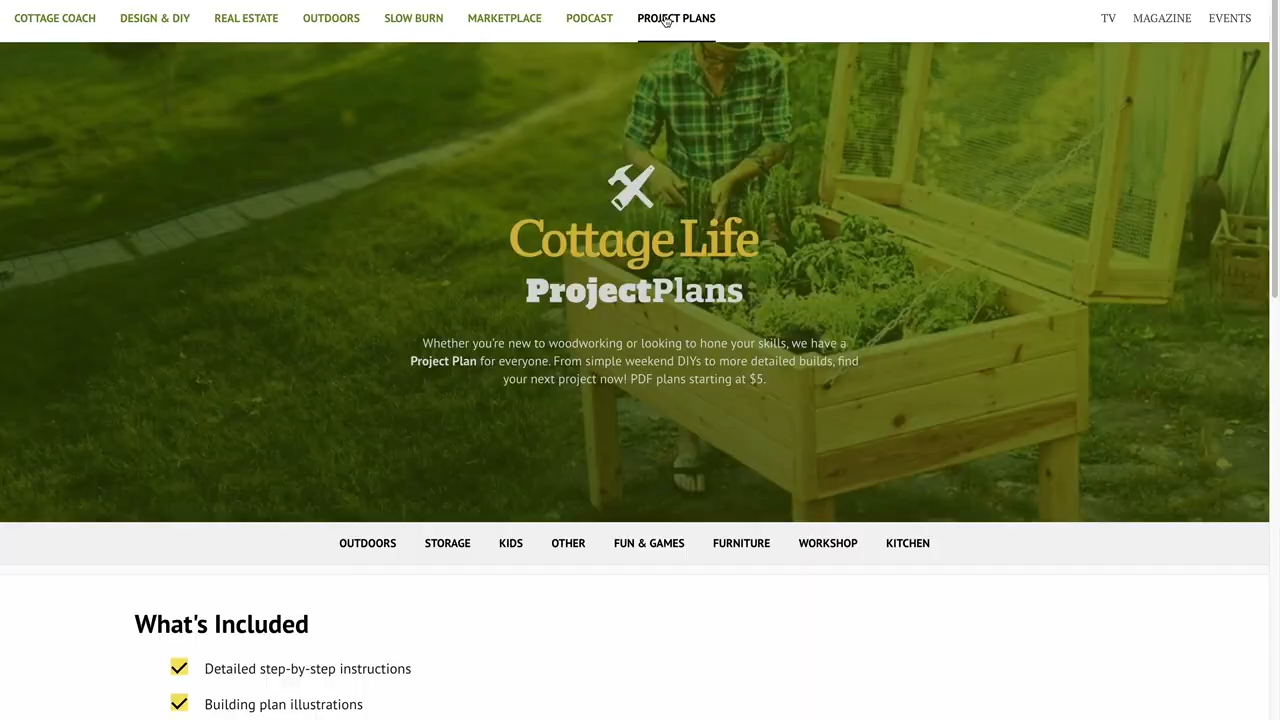 COTTAGE COACH DESIGN & DIY REAL ESTATE OUTDOORS SLOW BURN MARKETPLACE PODCAST PROJECT PLANS TV MAGAZINE EVENTS
Cottage Life
ProjectPlans
Whether you're new to woodworking or looking to hone your skills, we have a
Project Plan for everyone. From simple weekend DIYs to more detailed builds, find
your next project now! PDF plans starting at $5.
OUTDOORS STORAGE KIDS OTHER FUN & GAMES FURNITURE WORKSHOP KITCHEN
What's Included
Detailed step-by-step instructions
Building plan illustrations